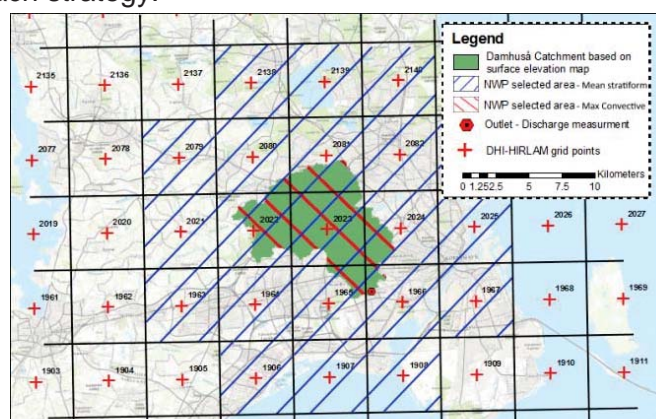 Legend
Damhuså Catchment based on
surface elevation map
NWP selected area - Mean stratiform
NWP selected area - Max Convective
Outlet - Discharge measurment
DHI-HIRLAM grid points
Kilometers
0 1.252.5 5 7.5 10
2135 2136 2137 2138 2139 2140
2077 2078 2079 2080 2081 2082
2019 2020 2021 2022 2023 2024 2025 2026 2027
1961 1962 1963 1964 1965 1966 1967 1968 1969
1903 1904 1905 1906 1907 1908 1909 1910 1911